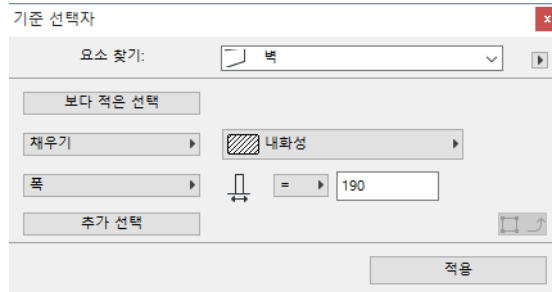 기준 선택자
요소 찾기:
벽
보다 적은 선택
채우기
내화성
폭
=
190
추가 선택
적용